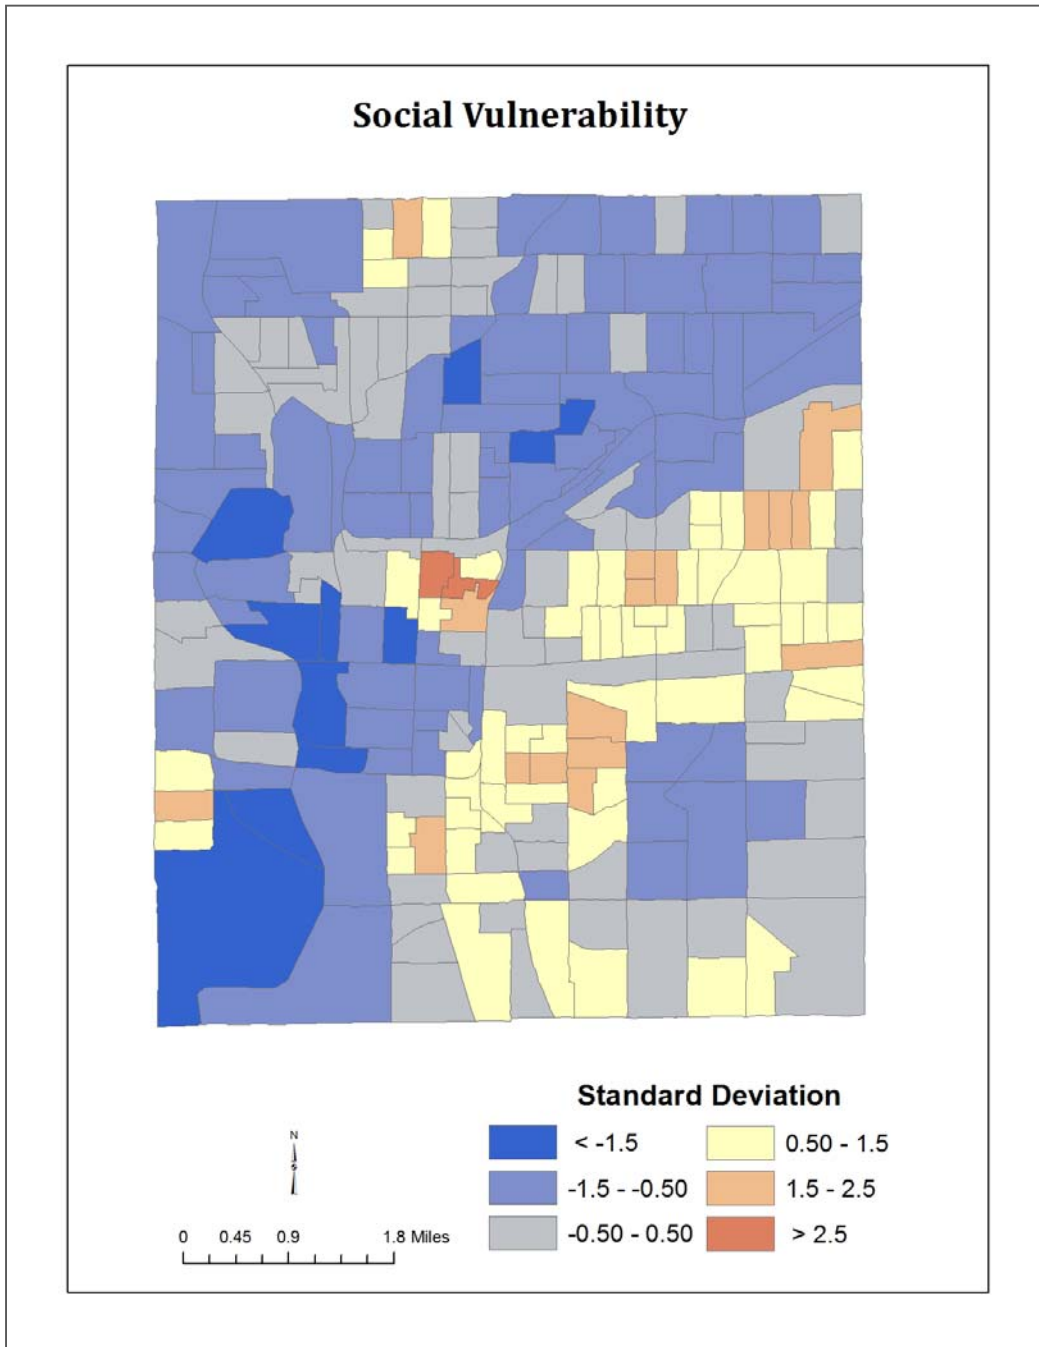 Social Vulnerability
Standard Deviation
< -1.5
0.50 - 1.5
-1.5 - -0.50
1.5 - 2.5
-0.50 - 0.50
> 2.5
N
0 0.45 0.9 1.8 Miles